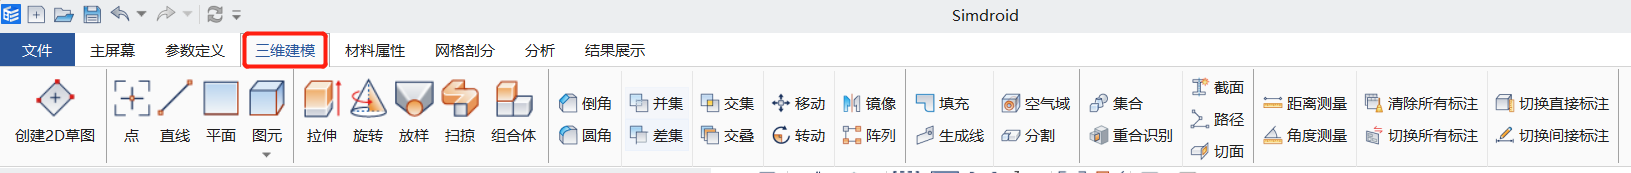 Simdroid
文件 主屏幕 参数定义 三维建模 材料属性 网格剖分 分析 结果展示
创建2D草图 点 直线 平面 图元 拉伸 旋转 放样 扫掠 组合体
倒角 并集 交集 移动 镜像 填充 空气域 集合 截面 距离测量 清除所有标注 切换直接标注
路径
圆角 差集 交叠 转动 阵列 生成线 分割 重合识别 切面 角度测量 切换所有标注 切换间接标注